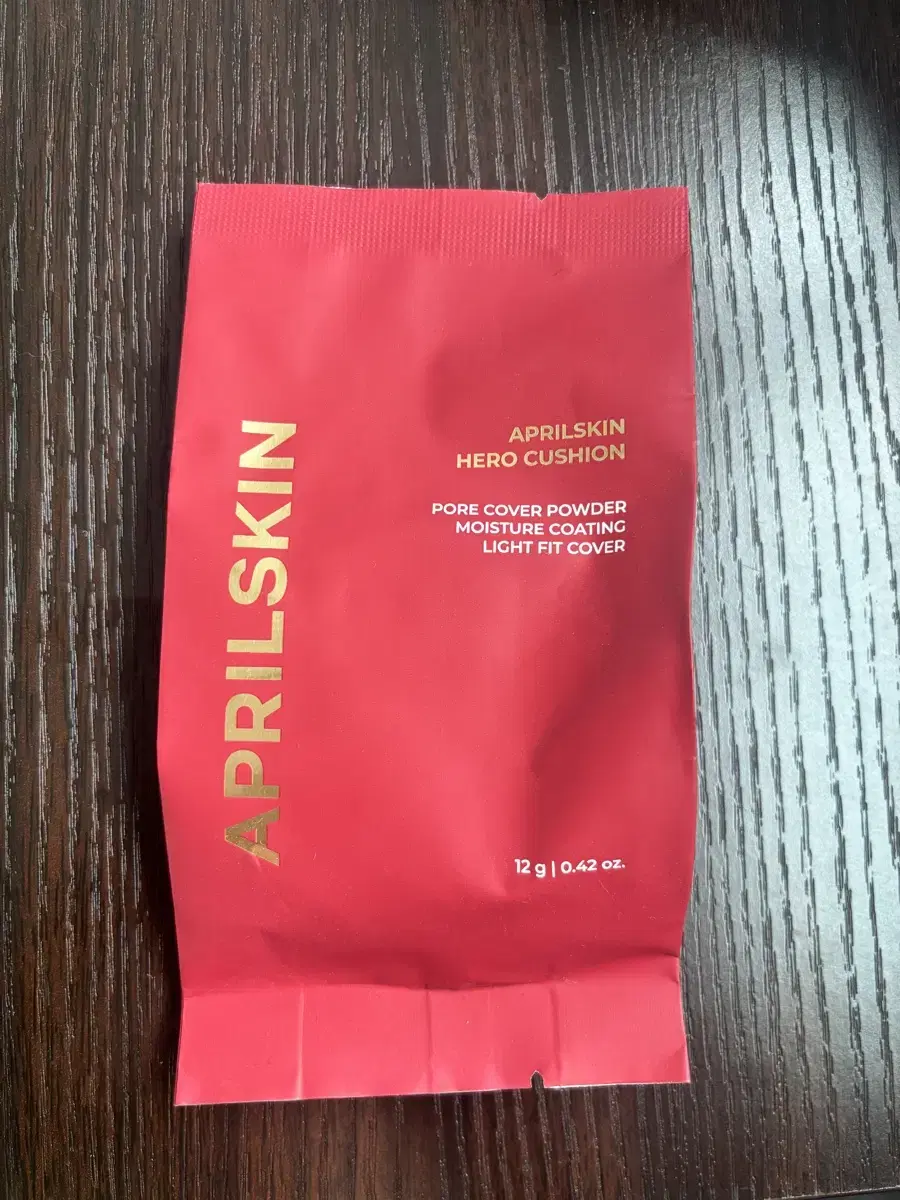 APRILSKIN
APRILSKIN
HERO CUSHION
PORE COVER POWDER
MOISTURE COATING
LIGHT FIT COVER
12 g | 0.42 oz.